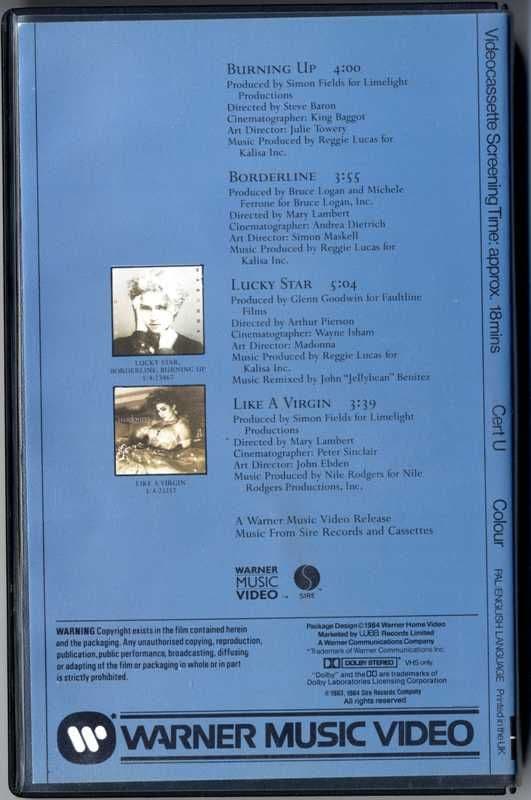 BURNING UP 4:00
Produced by Simon Fields for Limelight
Productions
Directed by Steve Baron
Cinematographer: King Baggot
Art Director: Julie Towery
Music Produced by Reggie Lucas for
Kalisa Inc.
BORDERLINE 3:55
Produced by Bruce Logan and Michele
Ferrone for Bruce Logan, Inc.
Directed by Mary Lambert
Cinematographer: Andrea Dietrich
Art Director: Simon Maskell
Music Produced by Reggie Lucas for
Kalisa Inc.
LUCKY STAR 5:04
Produced by Glenn Goodwin for Faultline
Films
Directed by Arthur Pierson
Cinematographer: Wayne Isham
Art Director: Madonna
Music Produced by Reggie Lucas for
Kalisa Inc.
Music Remixed by John "Jellybean" Benitez
LIKE A VIRGIN 3:39
Produced by Simon Fields for Limelight
Productions
Directed by Mary Lambert
Cinematographer: Peter Sinclair
Art Director: John Ebden
Music Produced by Nile Rodgers for Nile
Rodgers Productions, Inc.
LUCKY STAR,
BORDERLINE, BURNING UP
1/4-23867
LIKE A VIRGIN
1/4-25157
A Warner Music Video Release
Music From Sire Records and Cassettes
WARNER
MUSIC
VIDEO ™
SIRE
WARNING Copyright exists in the film contained herein
and the packaging. Any unauthorised copying, reproduction,
publication, public performance, broadcasting, diffusing
or adapting of the film or packaging in whole or in part
is strictly prohibited.
Package Design © 1984 Warner Home Video
Marketed by wea Records Limited
A Warner Communications Company
"Trademark of Warner Communications Inc.
DOLBY STEREO VHS only
"Dolby" and the DD are trademarks of
Dolby Laboratories Licensing Corporation
℗ 1983, 1984 Sire Records Company
All rights reserved
WARNER MUSIC VIDEO
Videocassette Screening Time: approx. 18mins Cert U Colour PAL/ENGLISH LANGUAGE Printed in the UK